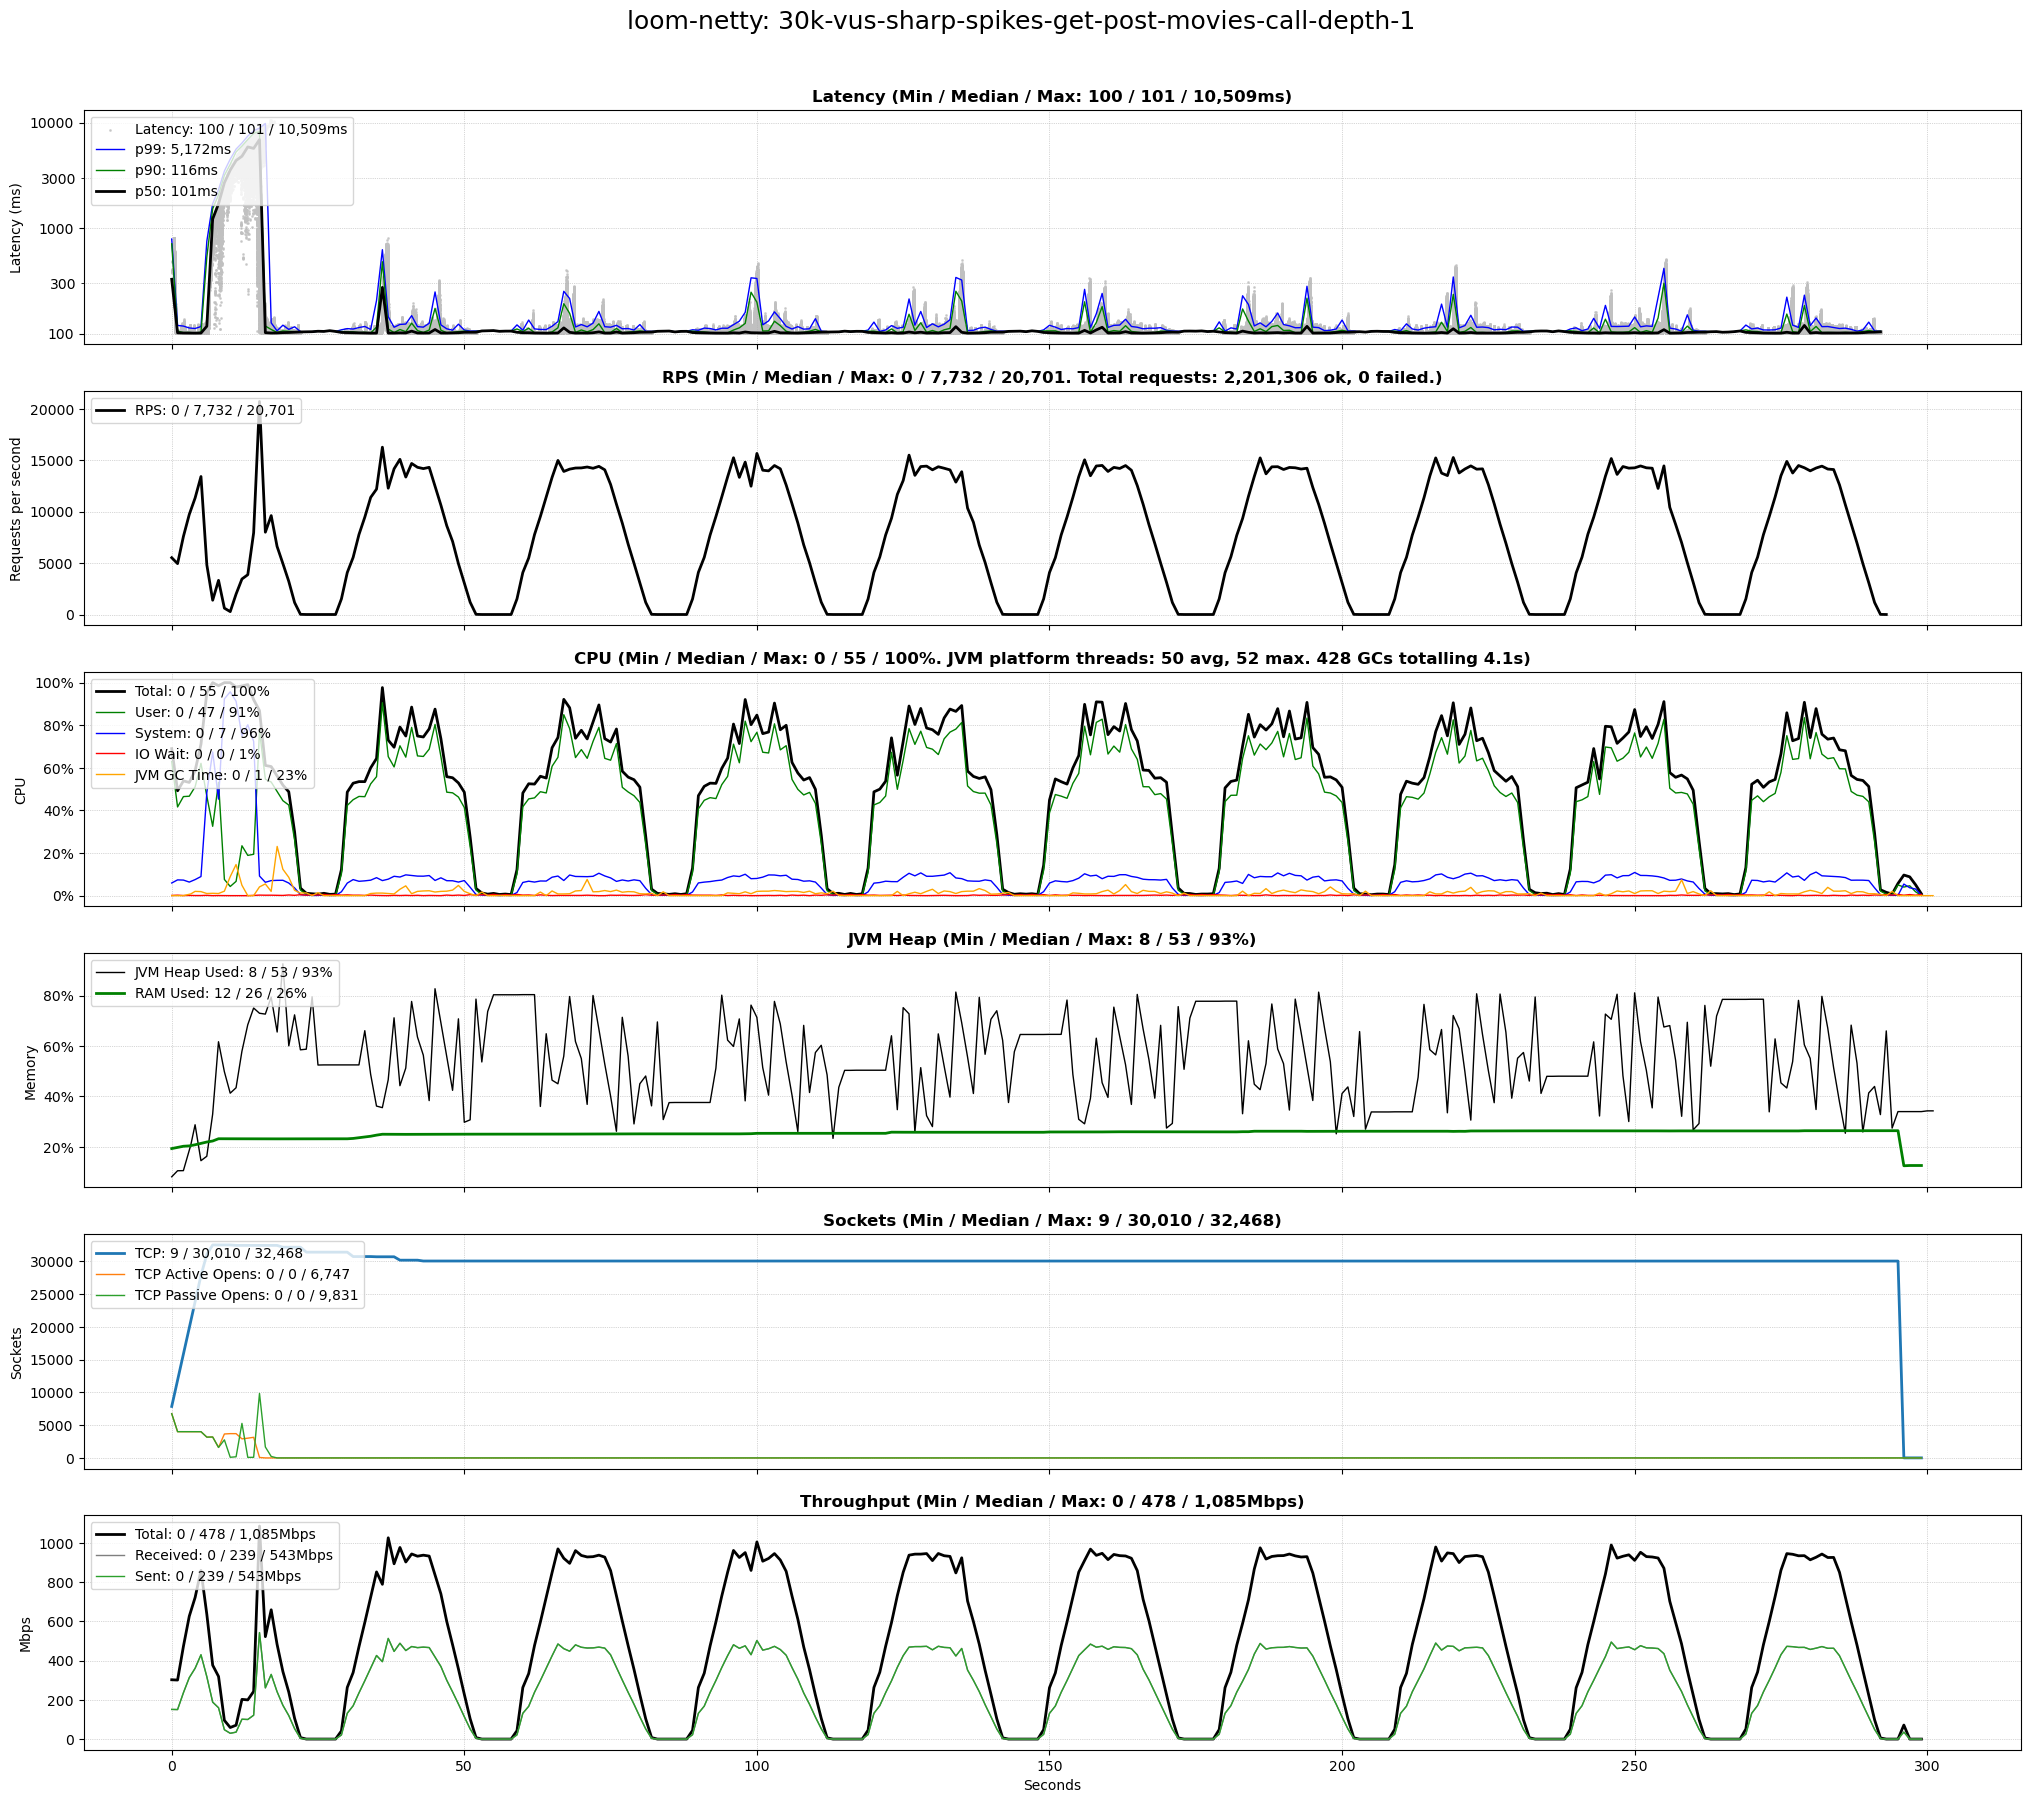 loom-netty: 30k-vus-sharp-spikes-get-post-movies-call-depth-1
Latency (Min / Median / Max: 100 / 101 / 10,509ms)
Latency (ms)
10000
3000
1000
300
100
Latency: 100 / 101 / 10,509ms
p99: 5,172ms
p90: 116ms
p50: 101ms
RPS (Min / Median / Max: 0 / 7,732 / 20,701. Total requests: 2,201,306 ok, 0 failed.)
Requests per second
20000
15000
10000
5000
0
RPS: 0 / 7,732 / 20,701
CPU (Min / Median / Max: 0 / 55 / 100%. JVM platform threads: 50 avg, 52 max. 428 GCs totalling 4.1s)
CPU
100%
80%
60%
40%
20%
0%
Total: 0 / 55 / 100%
User: 0 / 47 / 91%
System: 0 / 7 / 96%
IO Wait: 0 / 0 / 1%
JVM GC Time: 0 / 1 / 23%
JVM Heap (Min / Median / Max: 8 / 53 / 93%)
Memory
80%
60%
40%
20%
JVM Heap Used: 8 / 53 / 93%
RAM Used: 12 / 26 / 26%
Sockets (Min / Median / Max: 9 / 30,010 / 32,468)
Sockets
30000
25000
20000
15000
10000
5000
0
TCP: 9 / 30,010 / 32,468
TCP Active Opens: 0 / 0 / 6,747
TCP Passive Opens: 0 / 0 / 9,831
Throughput (Min / Median / Max: 0 / 478 / 1,085Mbps)
Mbps
1000
800
600
400
200
0
Total: 0 / 478 / 1,085Mbps
Received: 0 / 239 / 543Mbps
Sent: 0 / 239 / 543Mbps
0 50 100 150 200 250 300
Seconds